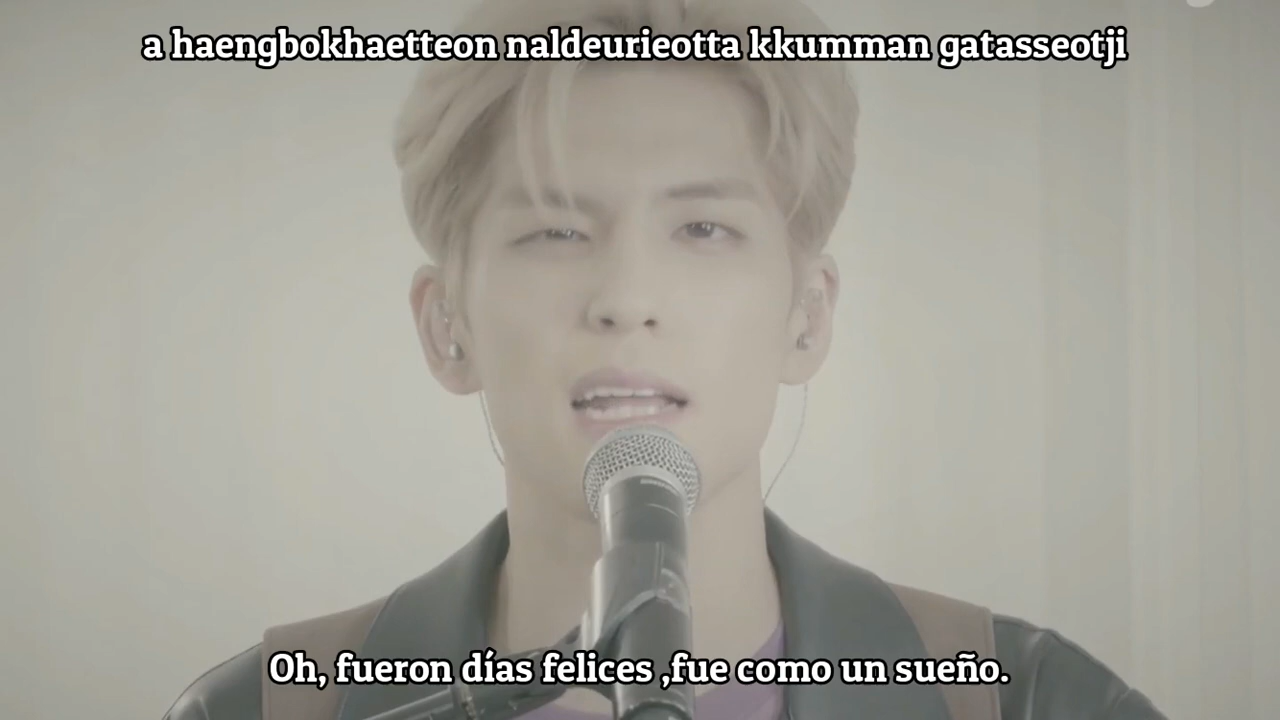 a haengbokhaetteon naldeurieotta kkumman gatasseotji
Oh, fueron días felices ,fue como un sueño.